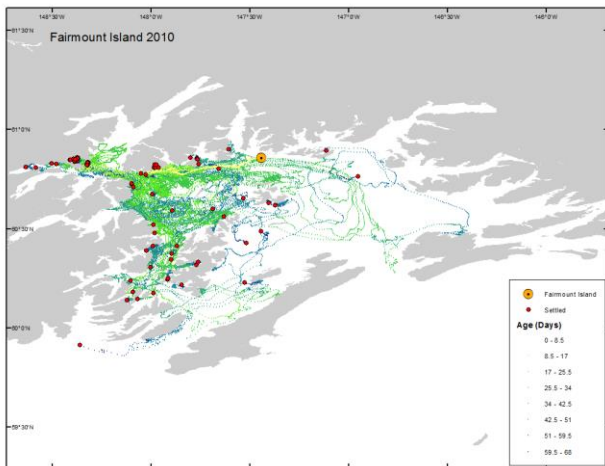 148°30'W 148°0'W 147°30'W 147°0'W 146°30'W 146°0'W
61°30'N
Fairmount Island 2010
61°0'N
60°30'N
60°0'N
59°30'N
Fairmount Island
Settled
Age (Days)
0 - 8.5
8.5 - 17
17 - 25.5
25.5 - 34
34 - 42.5
42.5 - 51
51 - 59.5
59.5 - 68